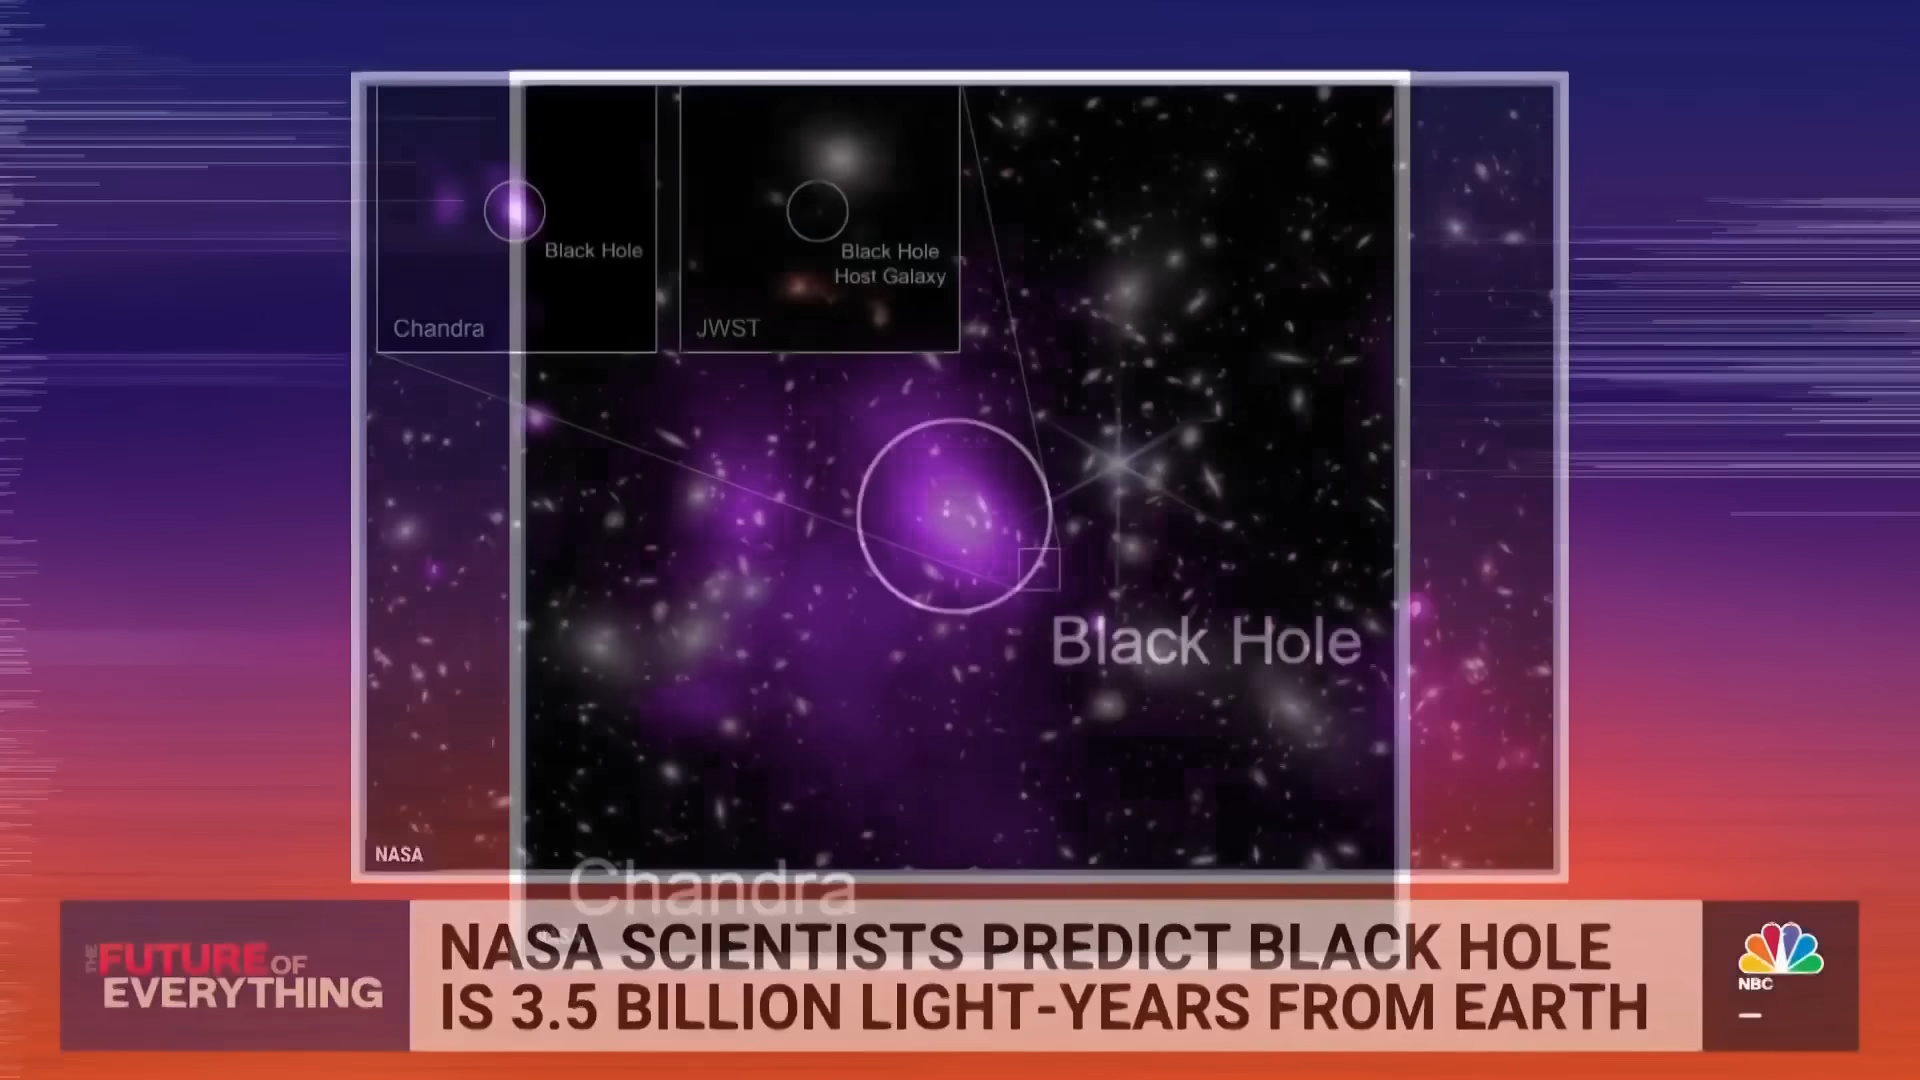 Black Hole
Chandra
Black Hole
Host Galaxy
JWST
Black Hole
NASA
Chandra
THE FUTURE OF
EVERYTHING
NASA SCIENTISTS PREDICT BLACK HOLE
IS 3.5 BILLION LIGHT-YEARS FROM EARTH
NBC